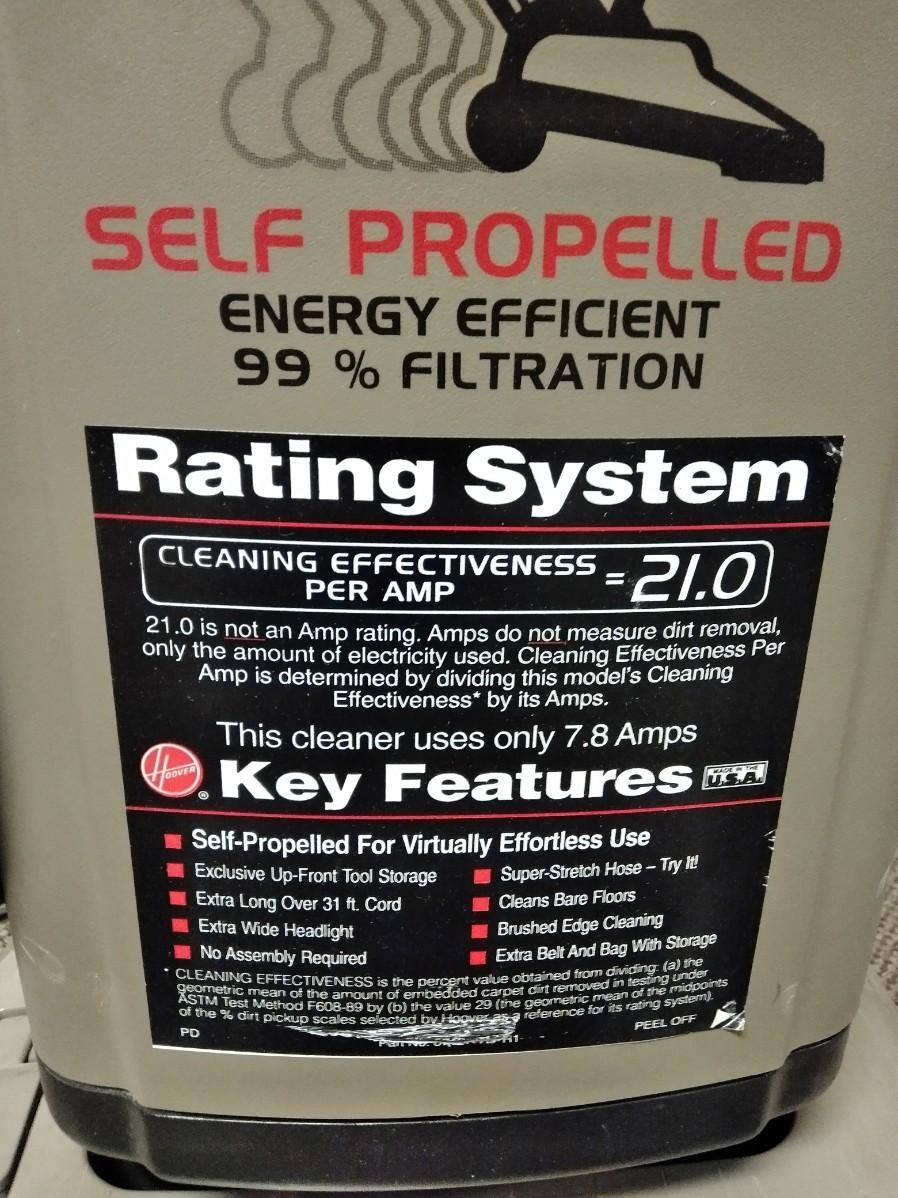 SELF PROPELLED
ENERGY EFFICIENT
99 % FILTRATION
Rating System
CLEANING EFFECTIVENESS
PER AMP
= 21.0
21.0 is not an Amp rating. Amps do not measure dirt removal,
only the amount of electricity used. Cleaning Effectiveness Per
Amp is determined by dividing this model's Cleaning
Effectiveness* by its Amps.
This cleaner uses only 7.8 Amps
HOOVER ®
Key Features
MADE IN THE
U.S.A.
Self-Propelled For Virtually Effortless Use
Exclusive Up-Front Tool Storage
Extra Long Over 31 ft. Cord
Extra Wide Headlight
No Assembly Required
Super-Stretch Hose – Try It!
Cleans Bare Floors
Brushed Edge Cleaning
Extra Belt And Bag With Storage
* CLEANING EFFECTIVENESS is the percent value obtained from dividing: (a) the
geometric mean of the amount of embedded carpet dirt removed in testing under
ASTM Test Method F608-89 by (b) the value 29 (the geometric mean of the midpoints
of the % dirt pickup scales selected by Hoover as a reference for its rating system).
PD
PEEL OFF
Part No.